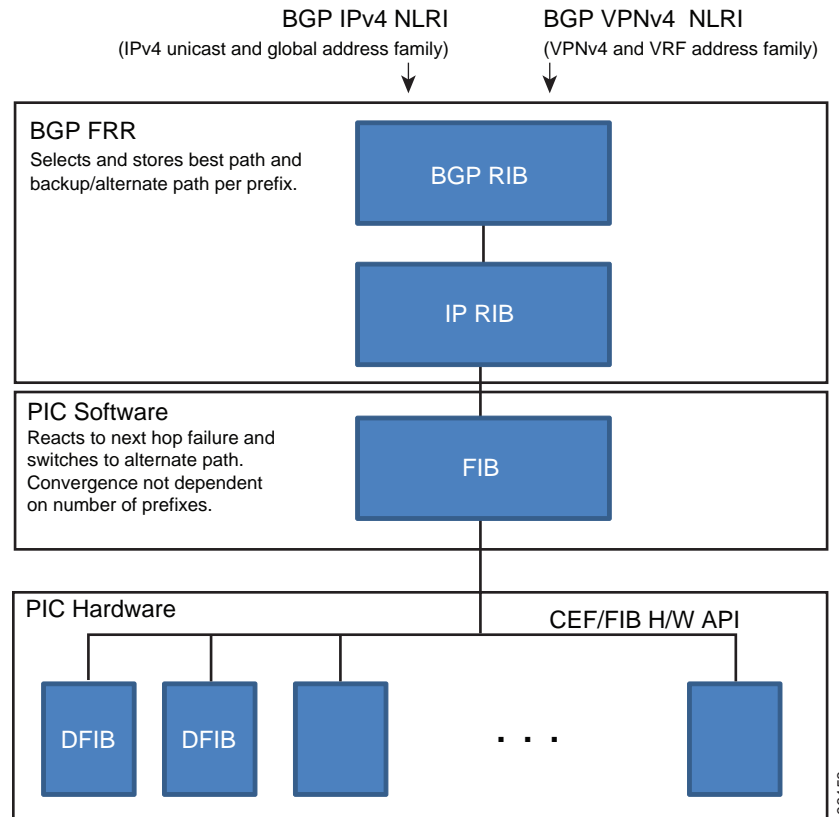 BGP IPv4 NLRI
(IPv4 unicast and global address family)
BGP VPNv4 NLRI
(VPNv4 and VRF address family)
BGP FRR
Selects and stores best path and
backup/alternate path per prefix.
BGP RIB
IP RIB
PIC Software
Reacts to next hop failure and
switches to alternate path.
Convergence not dependent
on number of prefixes.
FIB
PIC Hardware
CEF/FIB H/W API
DFIB
DFIB
. . .